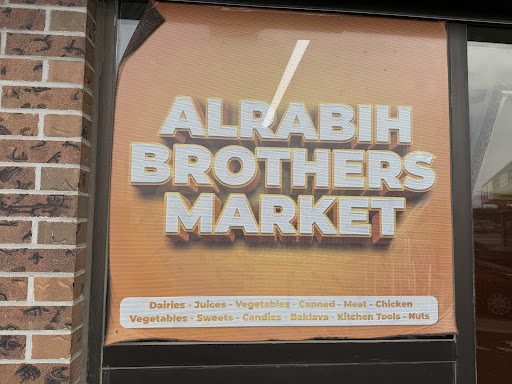 ALRABIH
BROTHERS
MARKET
Dairies - Juices - Vegetables - Canned - Meat - Chicken
Vegetables - Sweets - Candies - Baklava - Kitchen Tools - Nuts